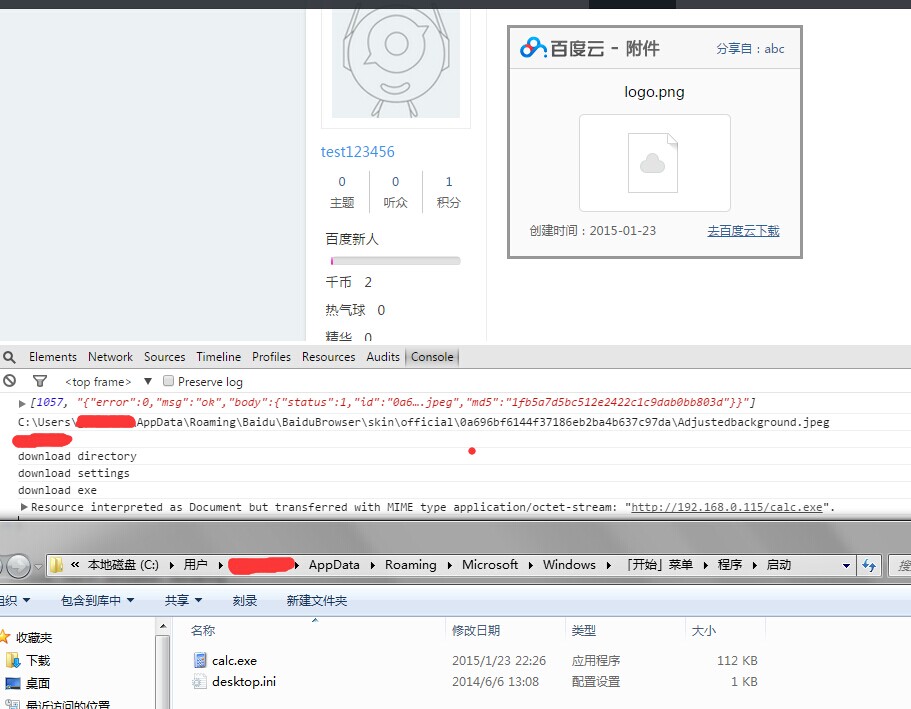 百度云 - 附件
分享自：abc
logo.png
创建时间：2015-01-23
去百度云下载
test123456
0 0 1
主题 听众 积分
百度新人
千币 2
热气球 0
精华 0
Elements Network Sources Timeline Profiles Resources Audits Console
<top frame> Preserve log
[1057, "{"error":0,"msg":"ok","body":{"status":1,"id":"0a6….jpeg","md5":"1fb5a7d5bc512e2422c1c9dab0bb803d"}}"]
C:\Users\ AppData\Roaming\Baidu\BaiduBrowser\skin\official\0a696bf6144f37186eb2ba4b637c97da\Adjustedbackground.jpeg
download directory
download settings
download exe
Resource interpreted as Document but transferred with MIME type application/octet-stream: "http://192.168.0.115/calc.exe".
« 本地磁盘 (C:) 用户 AppData Roaming Microsoft Windows 「开始」菜单 程序 启动
搜
组织 包含到库中 共享 刻录 新建文件夹
收藏夹
下载
桌面
最近访问的位置
名称 修改日期 类型 大小
calc.exe 2015/1/23 22:26 应用程序 112 KB
desktop.ini 2014/6/6 13:08 配置设置 1 KB